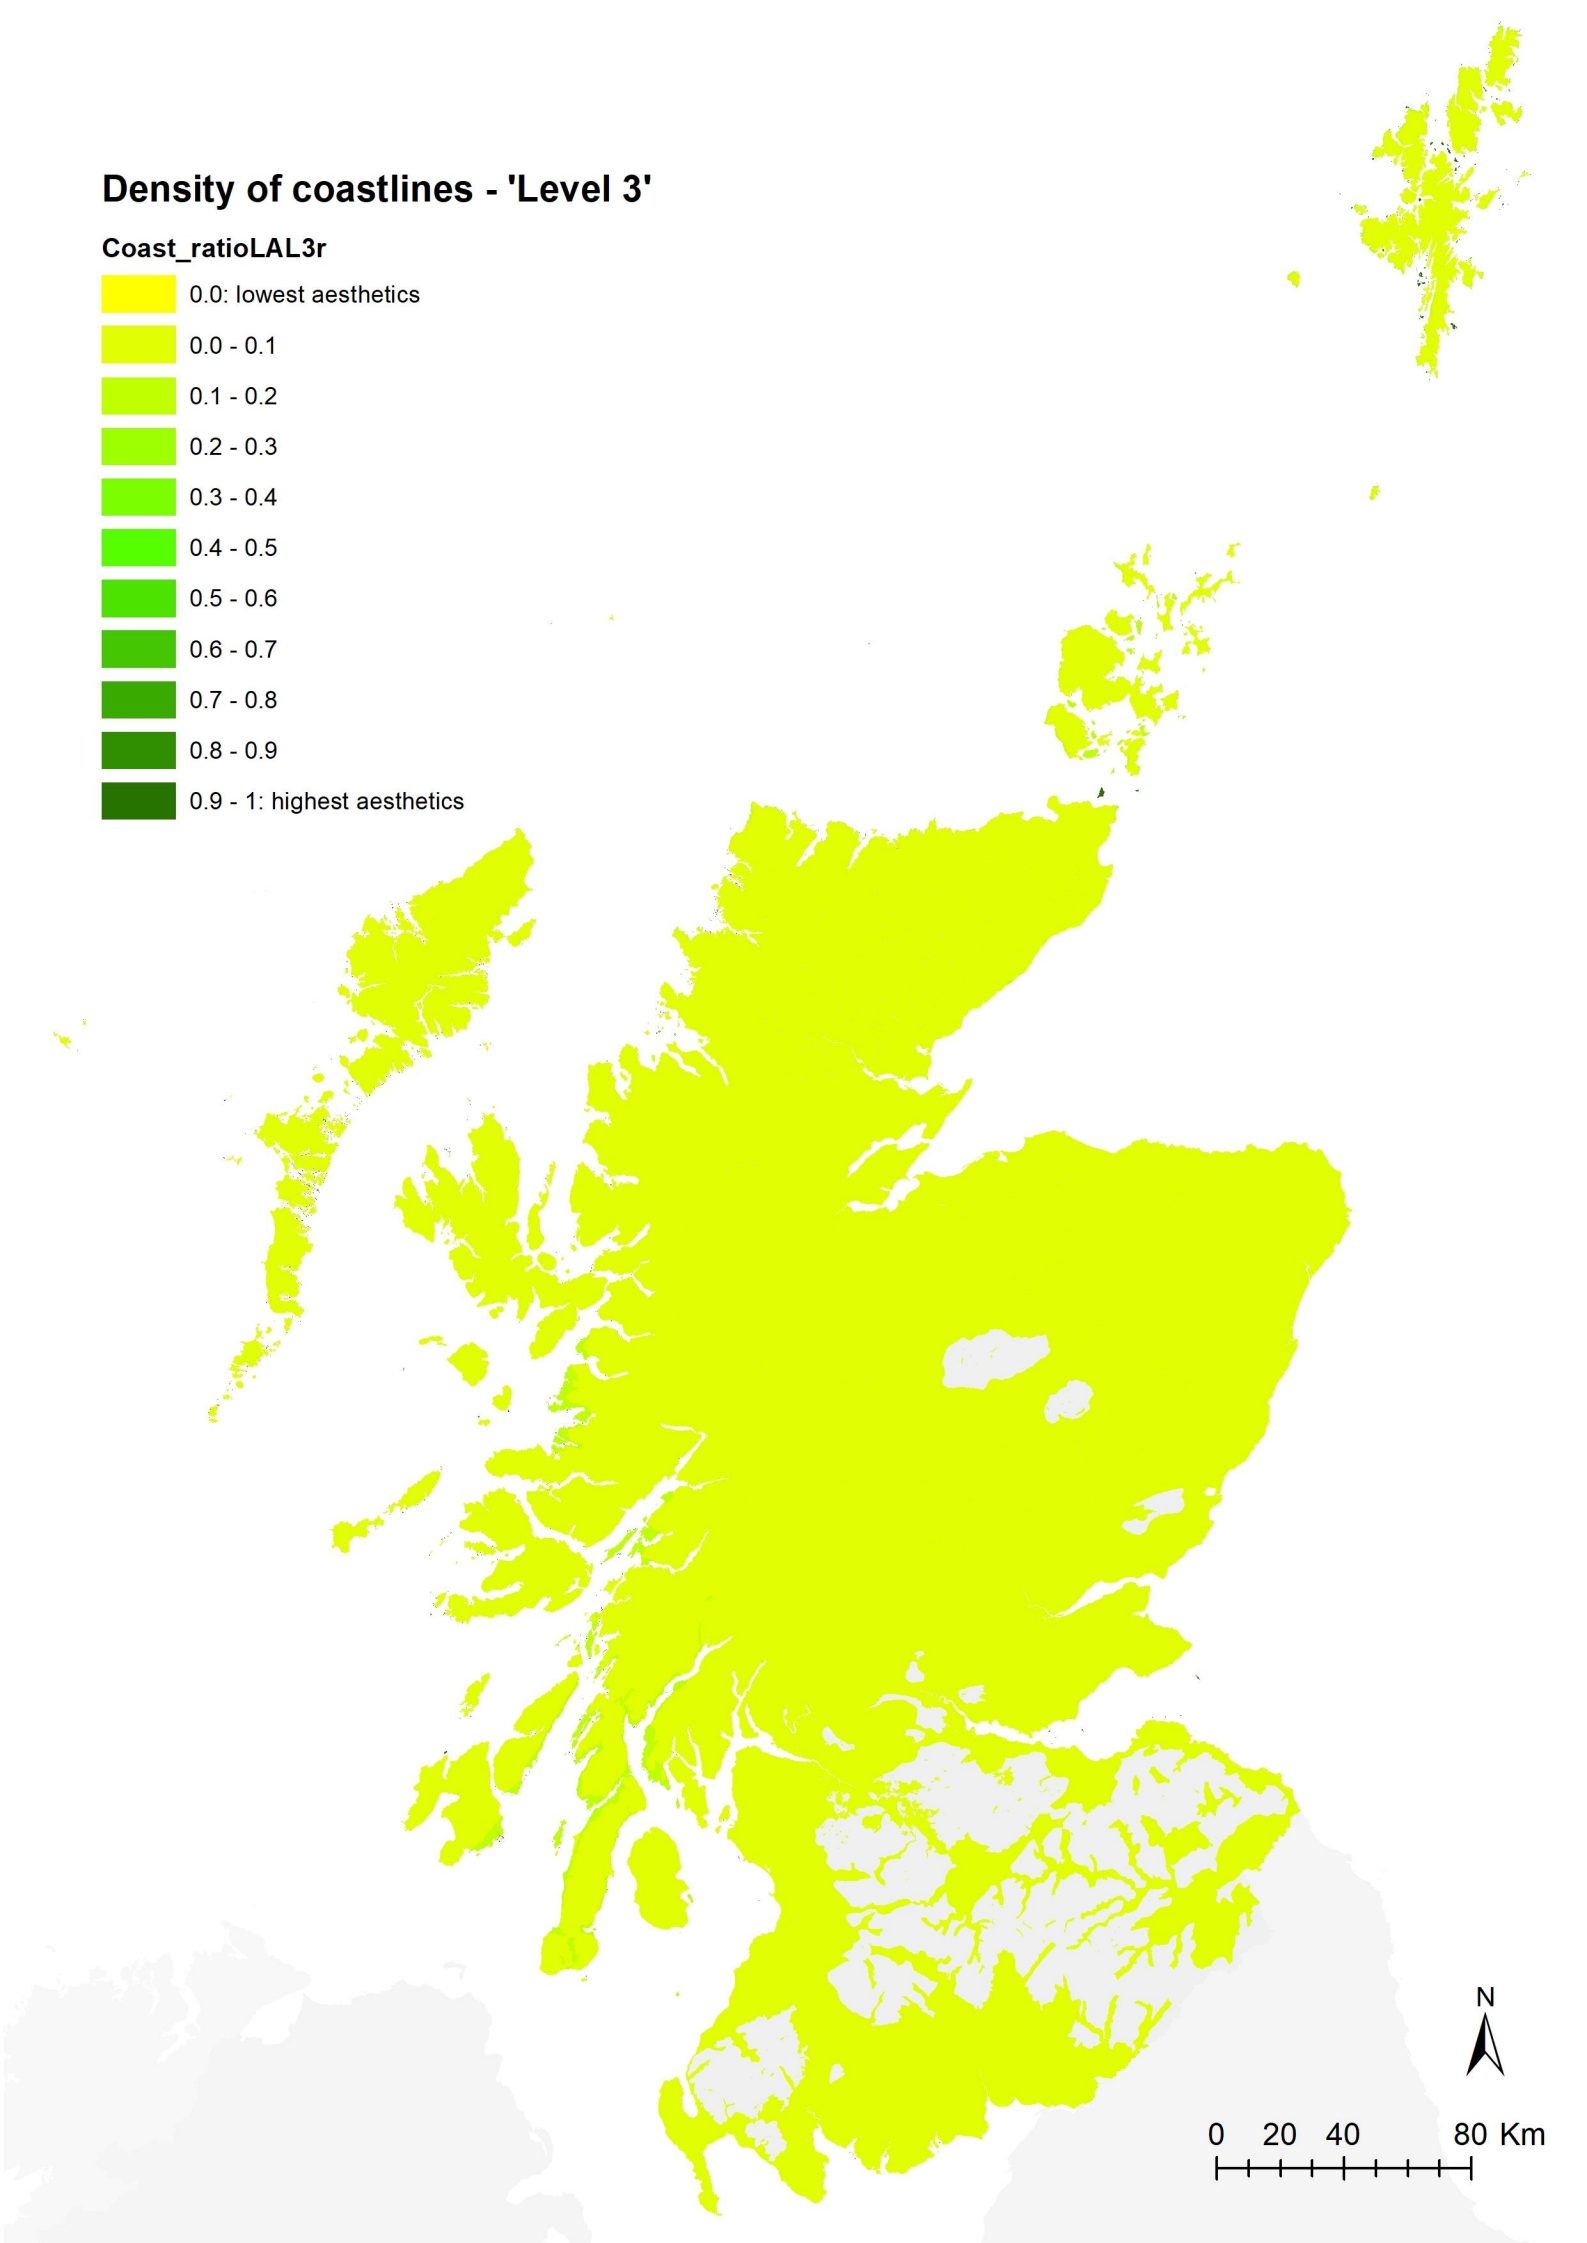 Density of coastlines - 'Level 3'
Coast_ratioLAL3r
0.0: lowest aesthetics
0.0 - 0.1
0.1 - 0.2
0.2 - 0.3
0.3 - 0.4
0.4 - 0.5
0.5 - 0.6
0.6 - 0.7
0.7 - 0.8
0.8 - 0.9
0.9 - 1: highest aesthetics
N
0 20 40 80 Km